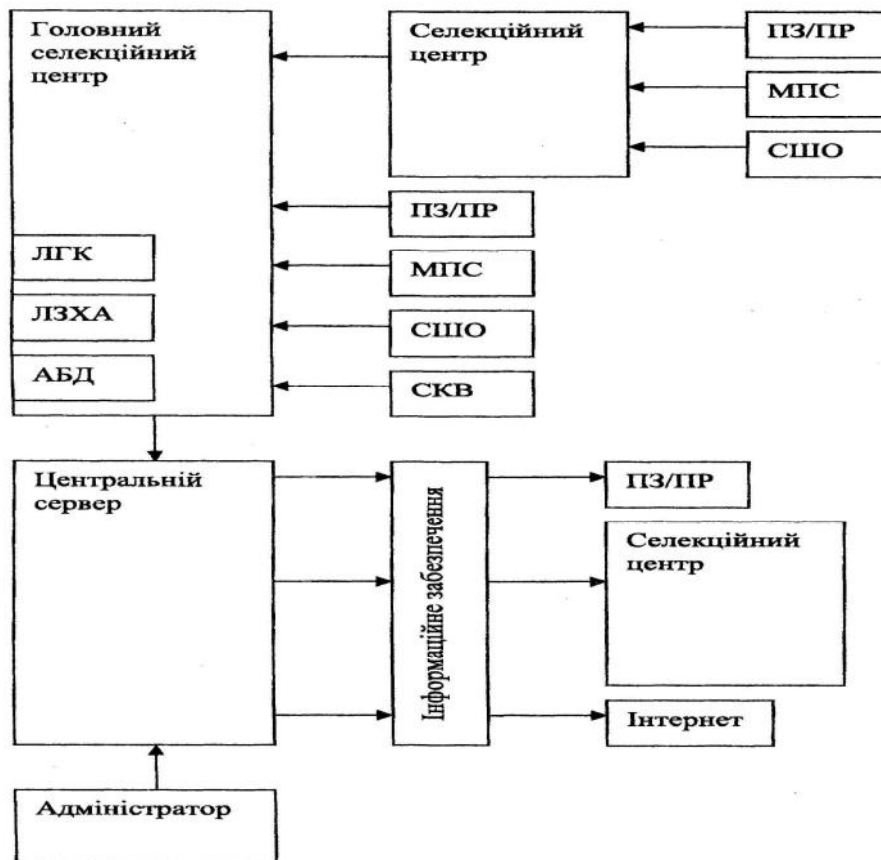 Головний
селекційний
центр
Селекційний
центр
ПЗ/ПР
МПС
СШО
ПЗ/ПР
МПС
СШО
СКВ
ЛГК
ЛЗХА
АБД
Центральній
сервер
Інформаційне забезпечення
ПЗ/ПР
Селекційний
центр
Інтернет
Адміністратор